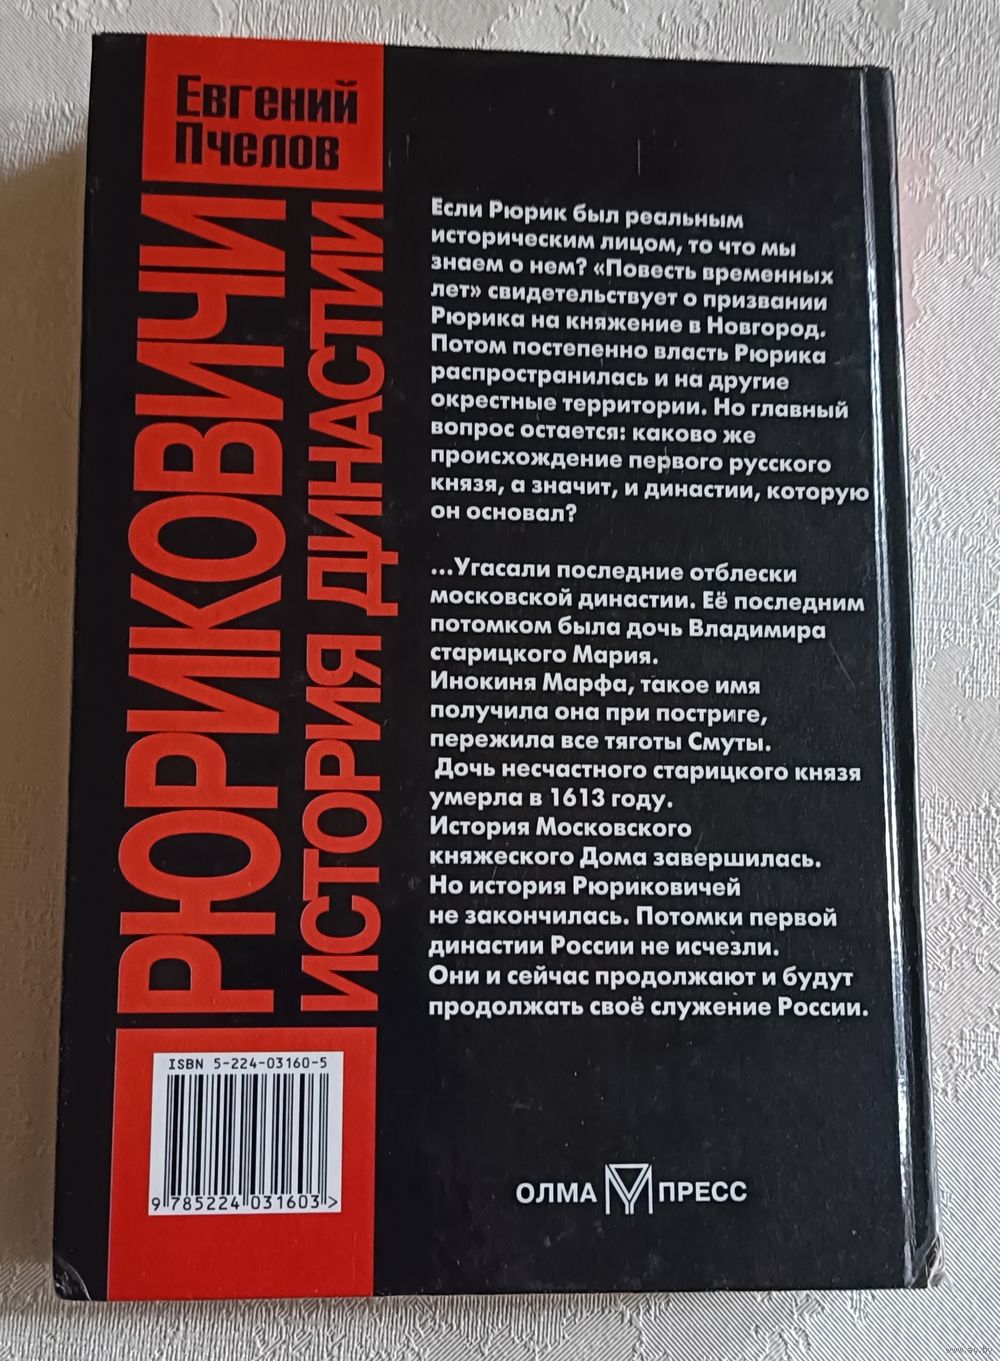 Евгений
Пчелов
РЮРИКОВИЧИ
ИСТОРИЯ ДИНАСТИИ
Если Рюрик был реальным
историческим лицом, то что мы
знаем о нем? «Повесть временных
лет» свидетельствует о призвании
Рюрика на княжение в Новгород.
Потом постепенно власть Рюрика
распространилась и на другие
окрестные территории. Но главный
вопрос остается: каково же
происхождение первого русского
князя, а значит, и династии, которую
он основал?
...Угасали последние отблески
московской династии. Её последним
потомком была дочь Владимира
старицкого Мария.
Инокиня Марфа, такое имя
получила она при постриге,
пережила все тяготы Смуты.
Дочь несчастного старицкого князя
умерла в 1613 году.
История Московского
княжеского Дома завершилась.
Но история Рюриковичей
не закончилась. Потомки первой
династии России не исчезли.
Они и сейчас продолжают и будут
продолжать своё служение России.
ISBN 5-224-03160-5
9 785224 031603 >
ОЛМА ПРЕСС
www.ay.by